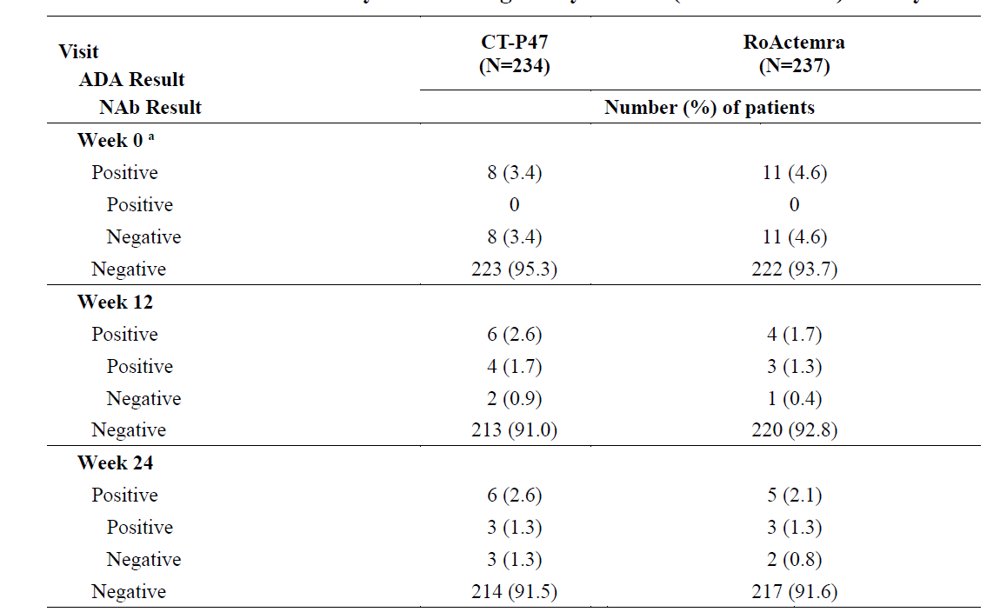 Visit
ADA Result
NAb Result
CT-P47
(N=234)
RoActemra
(N=237)
Number (%) of patients
Week 0 a
Positive 8 (3.4) 11 (4.6)
Positive 0 0
Negative 8 (3.4) 11 (4.6)
Negative 223 (95.3) 222 (93.7)
Week 12
Positive 6 (2.6) 4 (1.7)
Positive 4 (1.7) 3 (1.3)
Negative 2 (0.9) 1 (0.4)
Negative 213 (91.0) 220 (92.8)
Week 24
Positive 6 (2.6) 5 (2.1)
Positive 3 (1.3) 3 (1.3)
Negative 3 (1.3) 2 (0.8)
Negative 214 (91.5) 217 (91.6)